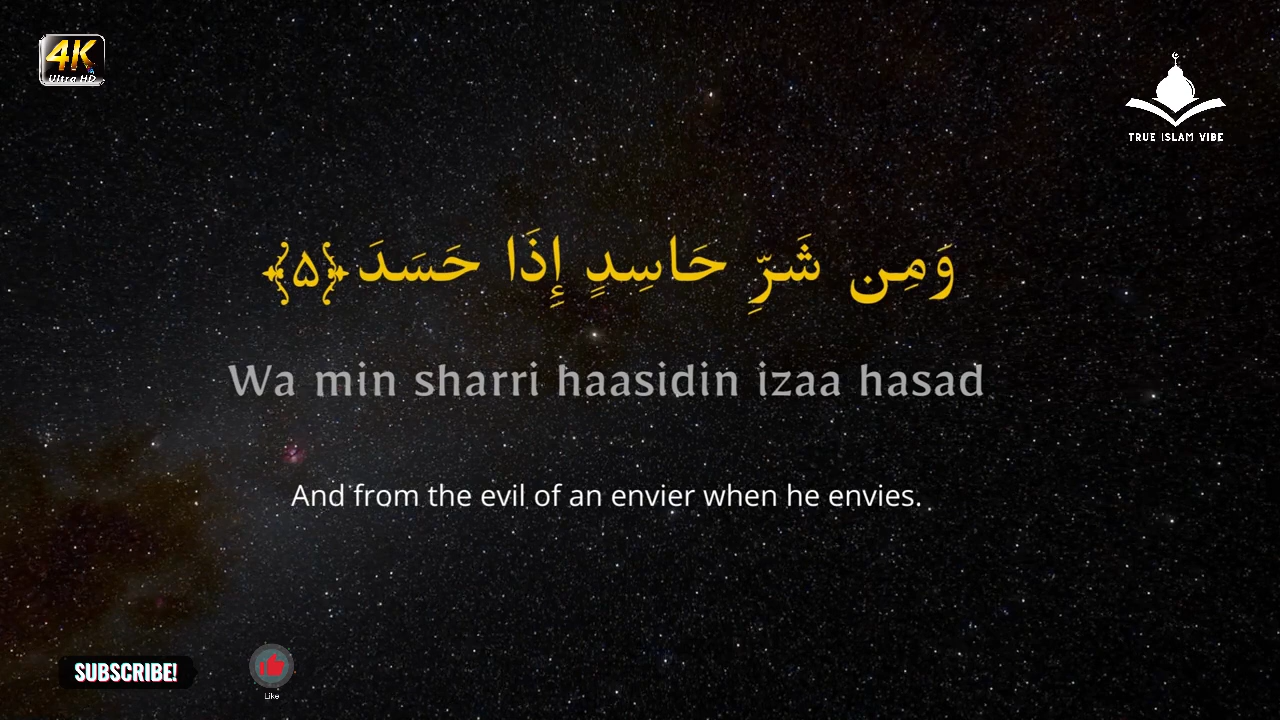 4K
Ultra HD
TRUE ISLAM VIBE
وَمِن شَرِّ حَاسِدٍ إِذَا حَسَدَ ﴿۵﴾
Wa min sharri haasidin izaa hasad
And from the evil of an envier when he envies.
SUBSCRIBE!
Like